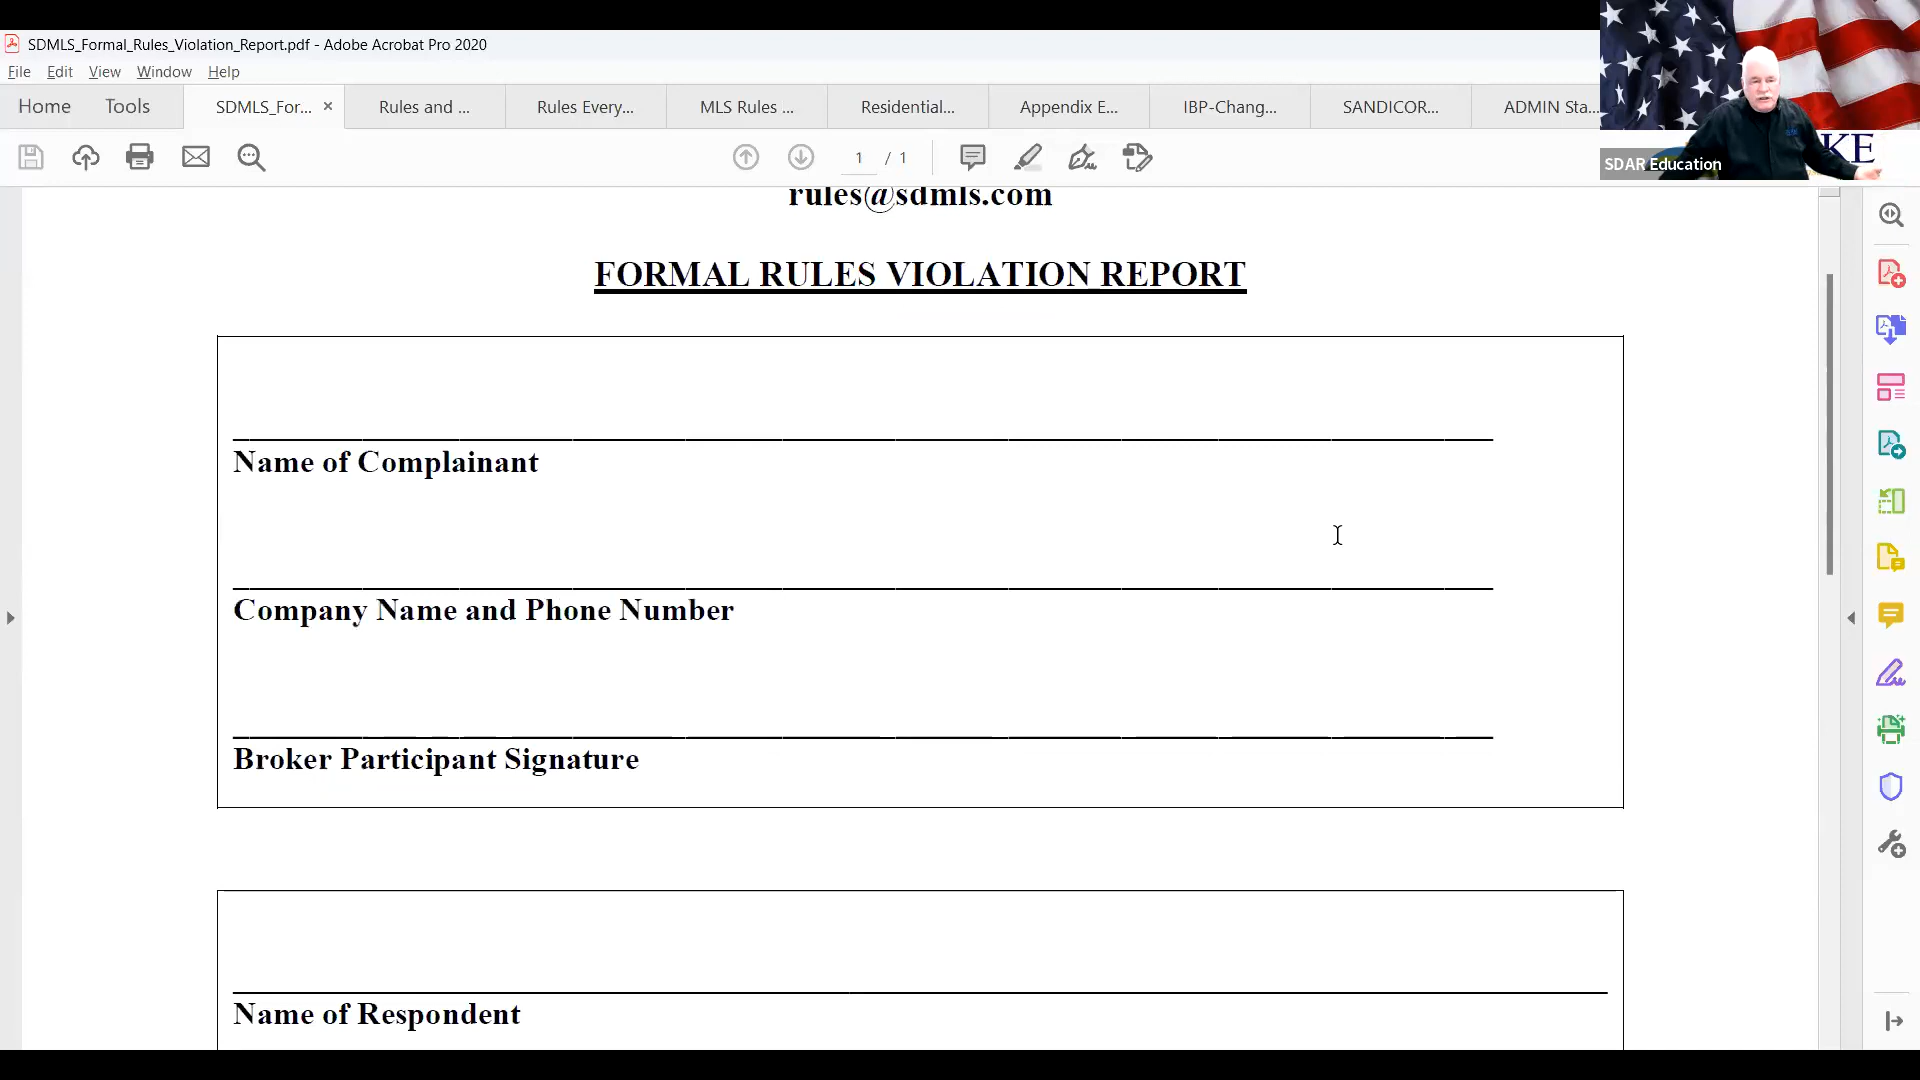 SDMLS_Formal_Rules_Violation_Report.pdf - Adobe Acrobat Pro 2020
File Edit View Window Help
Home Tools SDMLS_For... × Rules and ... Rules Every... MLS Rules ... Residential... Appendix E... IBP-Chang... SANDICOR... ADMIN Sta...
KE
SDAR Education
1 / 1
rules@sdmls.com
FORMAL RULES VIOLATION REPORT
Name of Complainant
Company Name and Phone Number
Broker Participant Signature
Name of Respondent